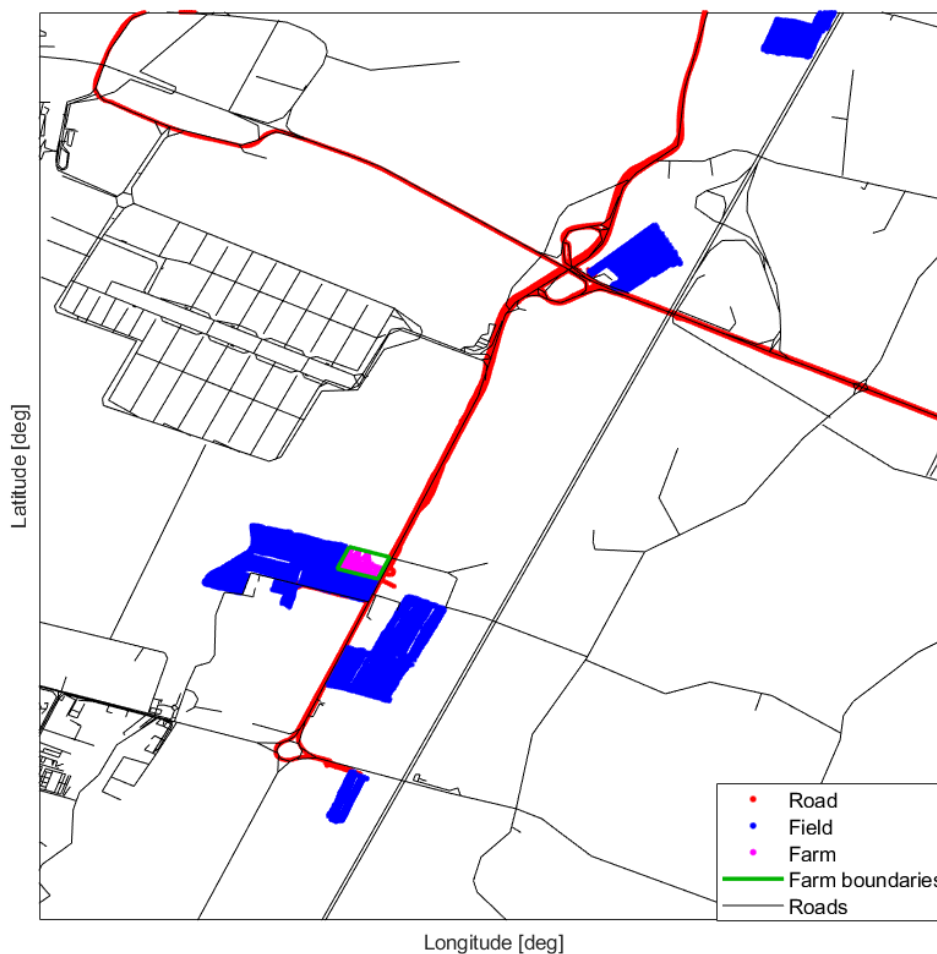 Latitude [deg]
Road
Field
Farm
Farm boundaries
Roads
Longitude [deg]